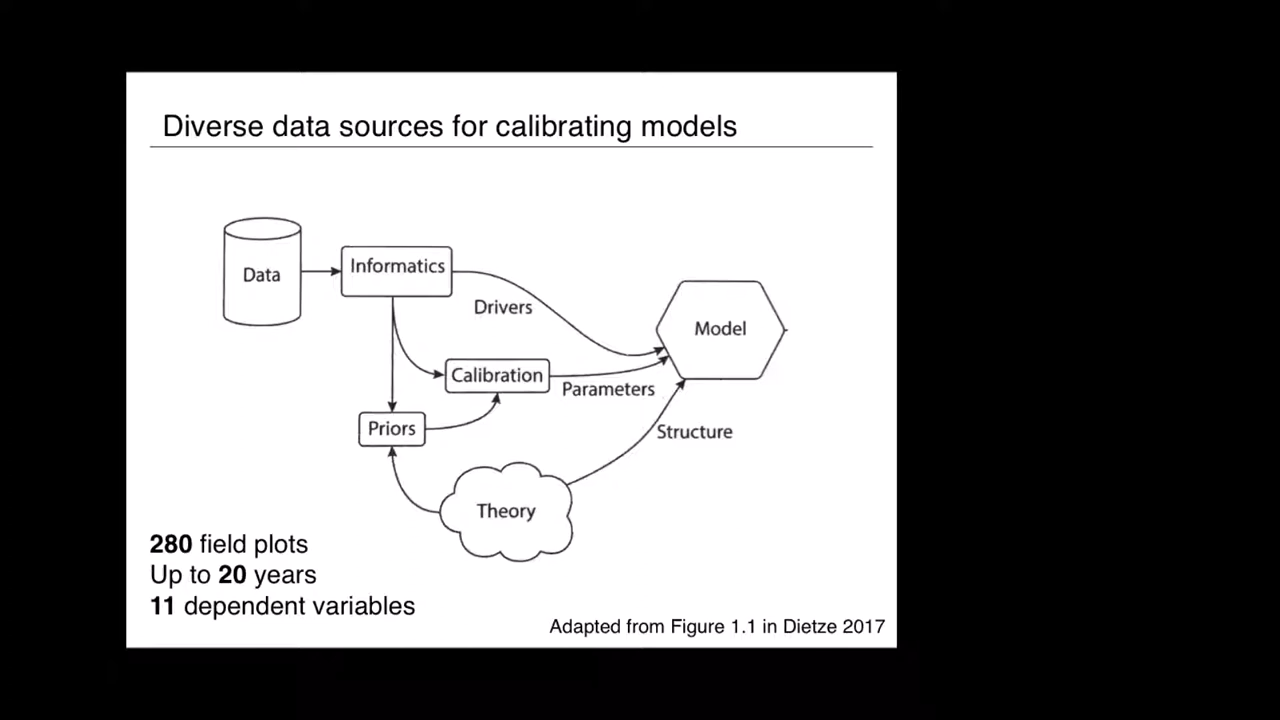 Diverse data sources for calibrating models
Data
Informatics
Drivers
Model
Calibration
Parameters
Priors
Structure
Theory
280 field plots
Up to 20 years
11 dependent variables
Adapted from Figure 1.1 in Dietze 2017